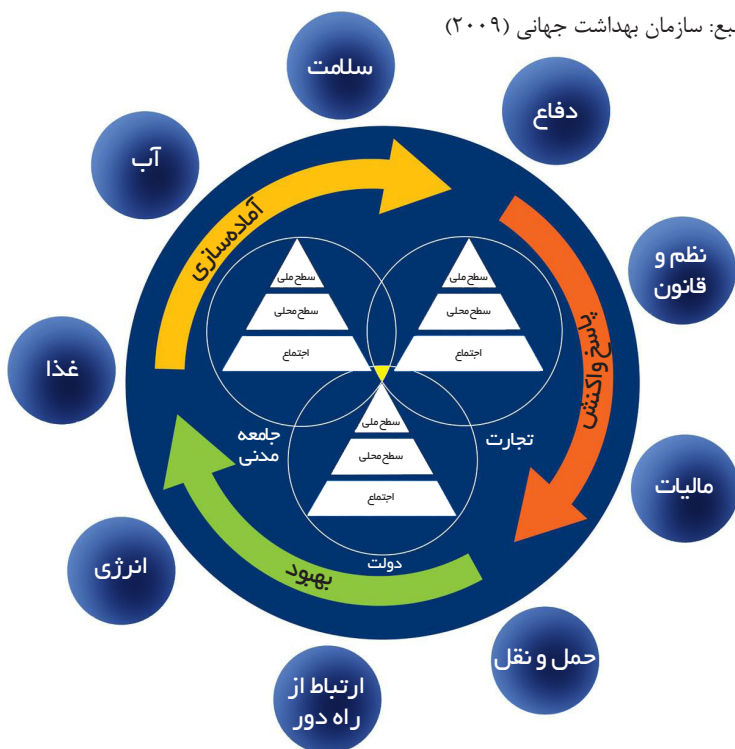 بع: سازمان بهداشت جهانی (۲۰۰۹)
سلامت
دفاع
آب
نظم و
قانون
غذا
مالیات
انرژی
حمل و نقل
ارتباط از
راه دور
آماده‌سازی
پاسخ واکنش
بهبود
سطح ملی
سطح محلی
اجتماع
جامعه
مدنی
سطح ملی
سطح محلی
اجتماع
تجارت
سطح ملی
سطح محلی
اجتماع
دولت